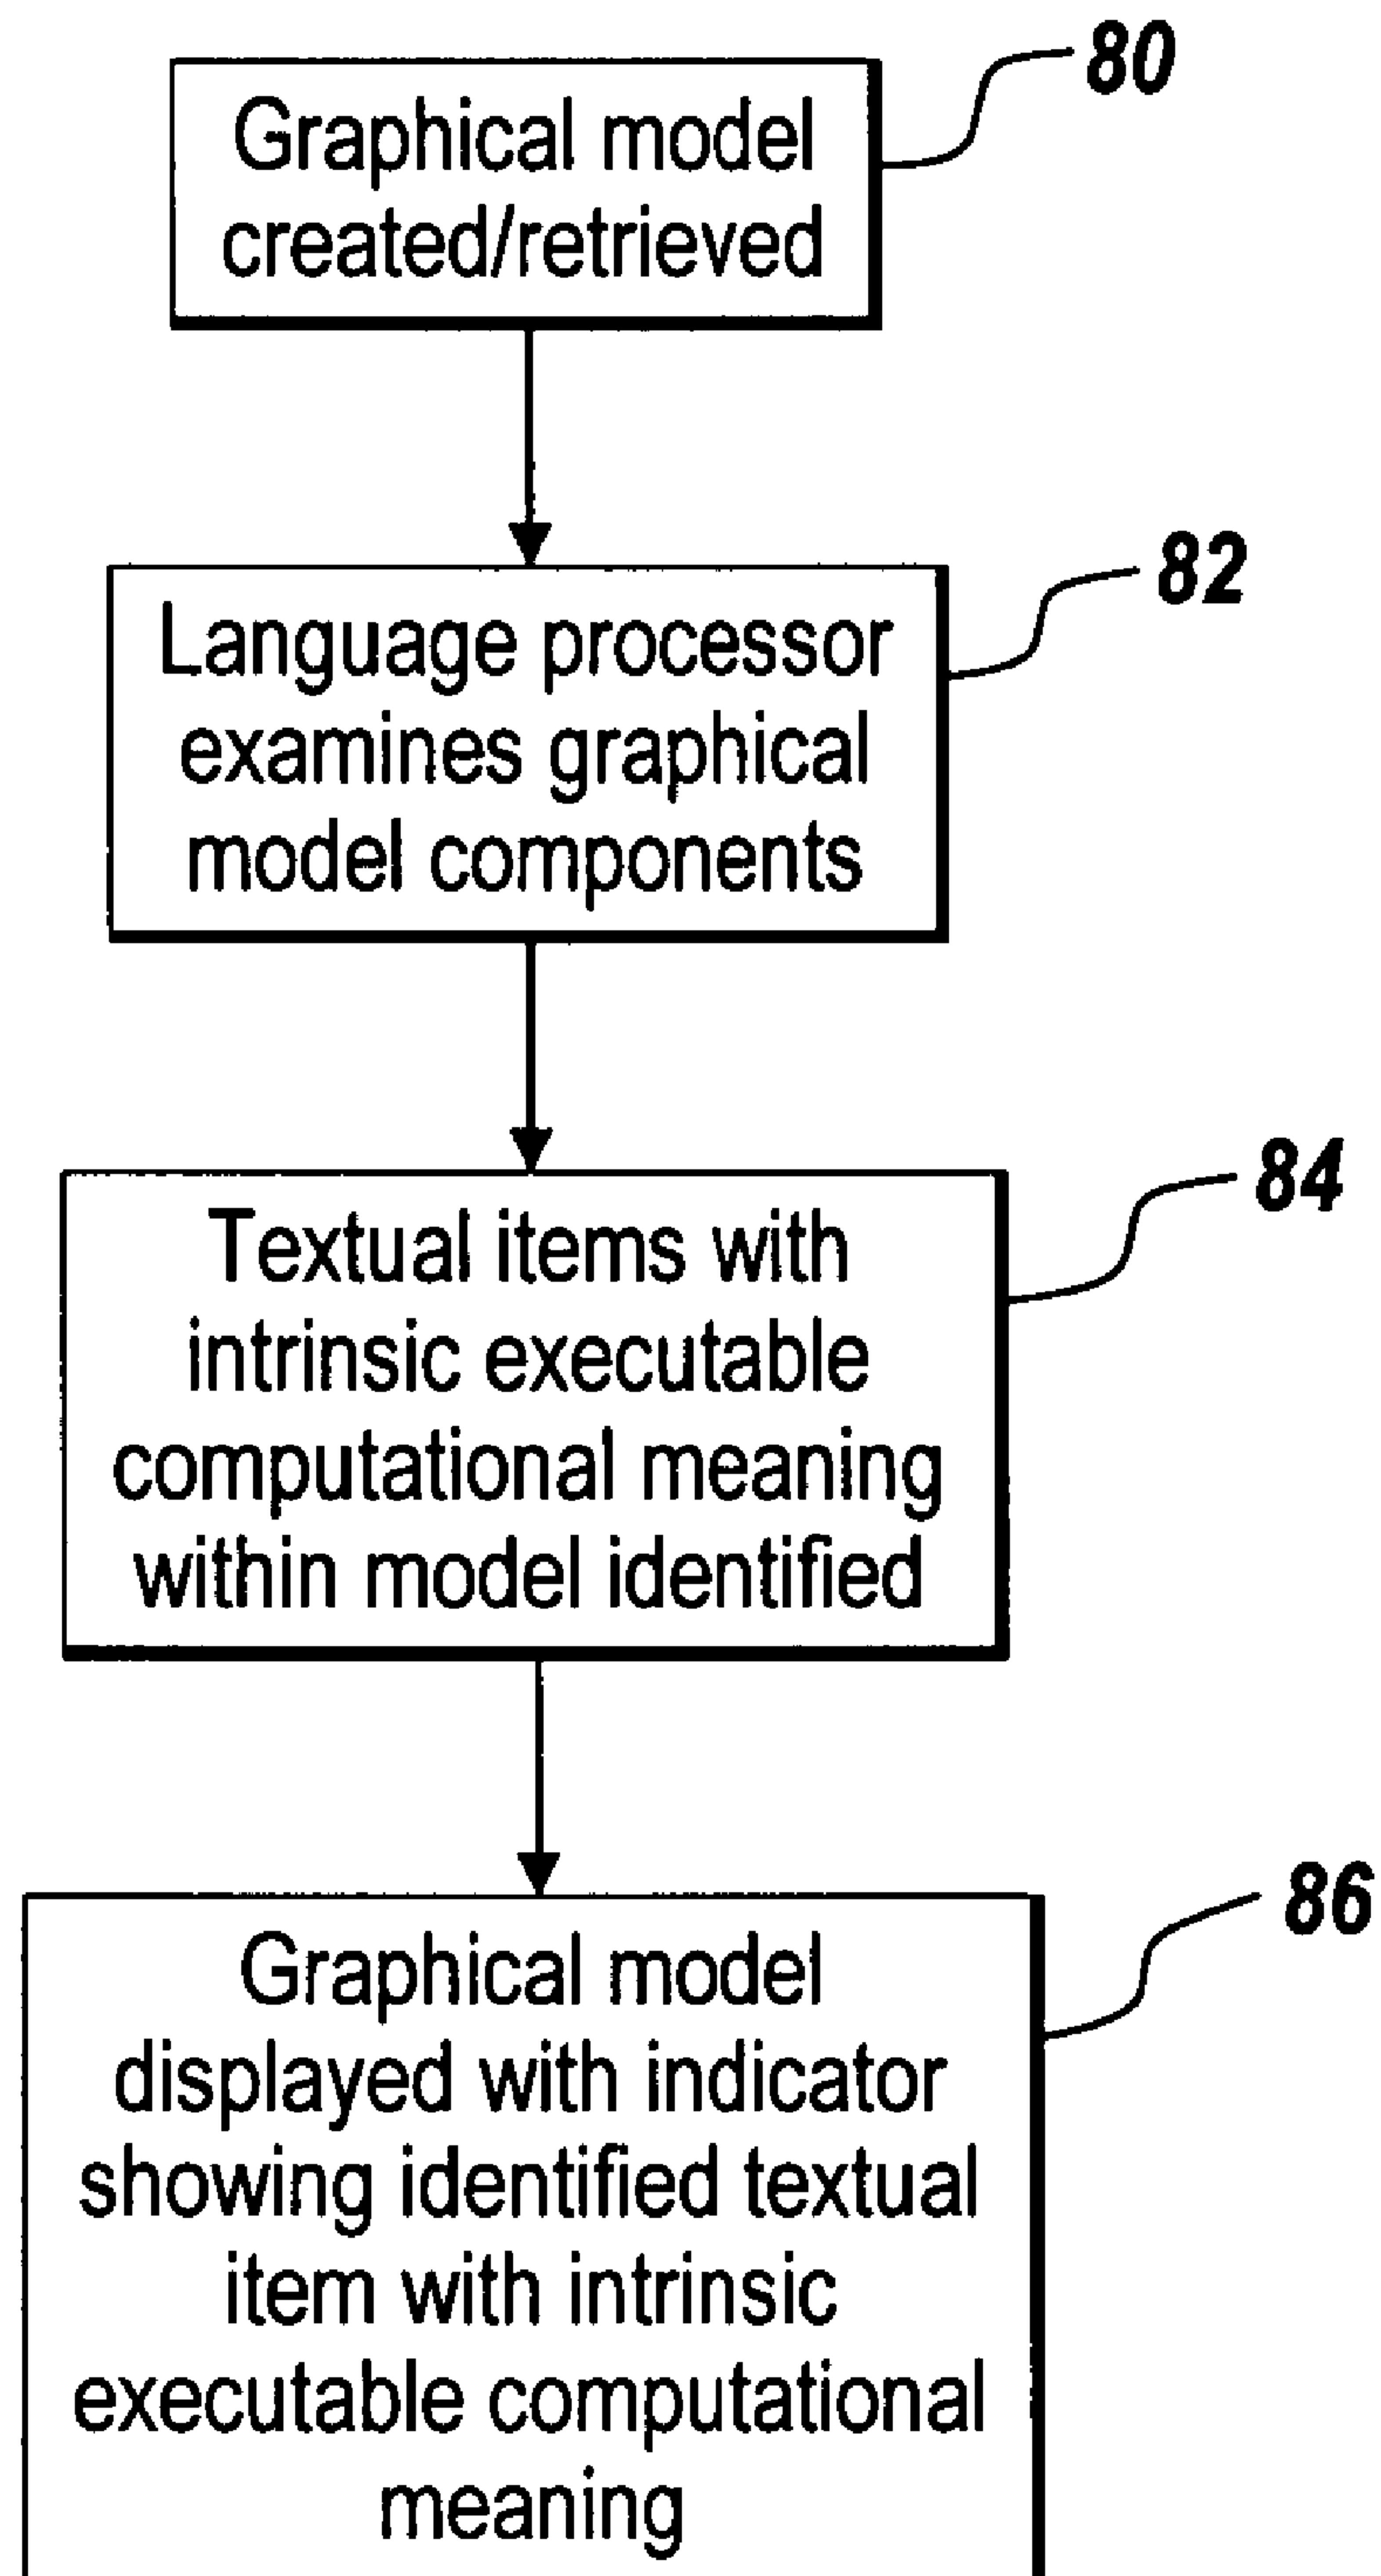 80
Graphical model
created/retrieved
82
Language processor
examines graphical
model components
84
Textual items with
intrinsic executable
computational meaning
within model identified
86
Graphical model
displayed with indicator
showing identified textual
item with intrinsic
executable computational
meaning